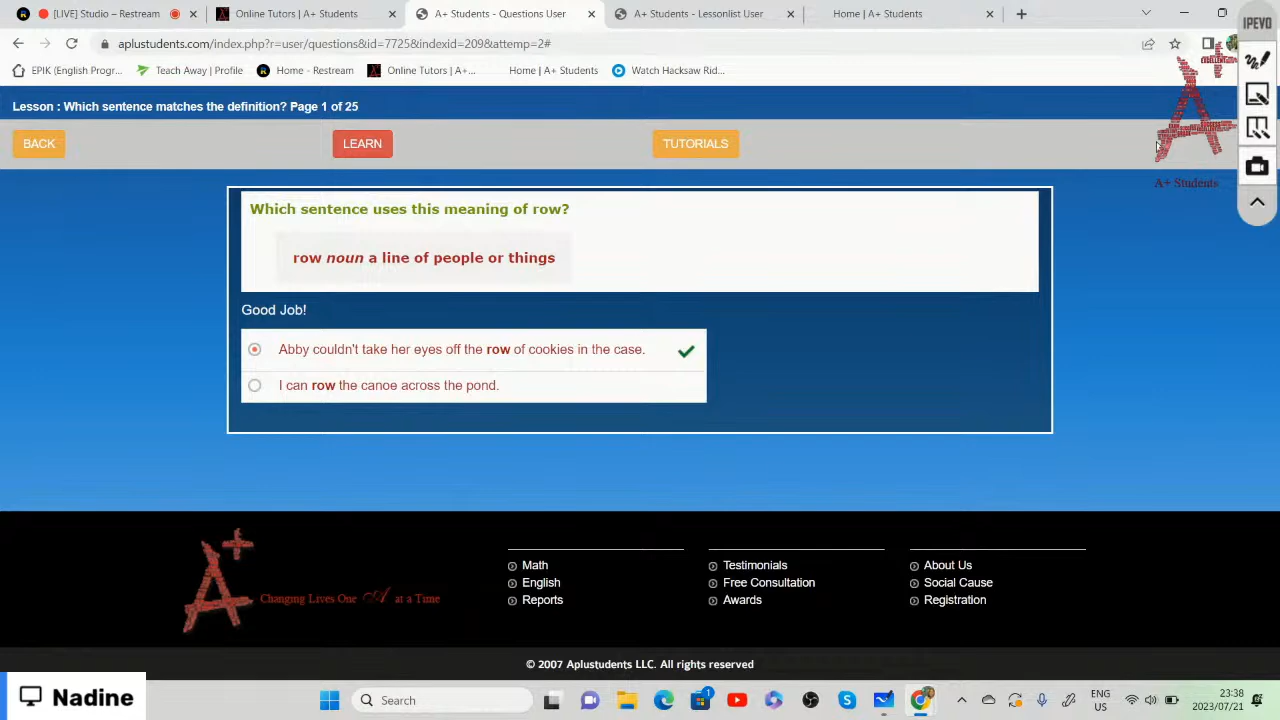 [LIVE] Studio – Restream
Online Tutors | A+ Students
A+ Students - Questions User
A+ Students - Lessonlist User
Home | A+ Students
IPEVO
aplustudents.com/index.php?r=user/questions&id=7725&indexid=209&attemp=2#
EPIK (English Progr...
Teach Away | Profile
Home - Restream
Online Tutors | A+...
Home | A+ Students
Watch Hacksaw Rid...
Lesson : Which sentence matches the definition? Page 1 of 25
BACK
LEARN
TUTORIALS
A+ Students
Which sentence uses this meaning of row?
row noun a line of people or things
Good Job!
Abby couldn't take her eyes off the row of cookies in the case.
I can row the canoe across the pond.
Changing Lives One A at a Time
Math
English
Reports
Testimonials
Free Consultation
Awards
About Us
Social Cause
Registration
© 2007 Aplustudents LLC. All rights reserved
Nadine
Search
1
ENG
US
23:38
2023/07/21